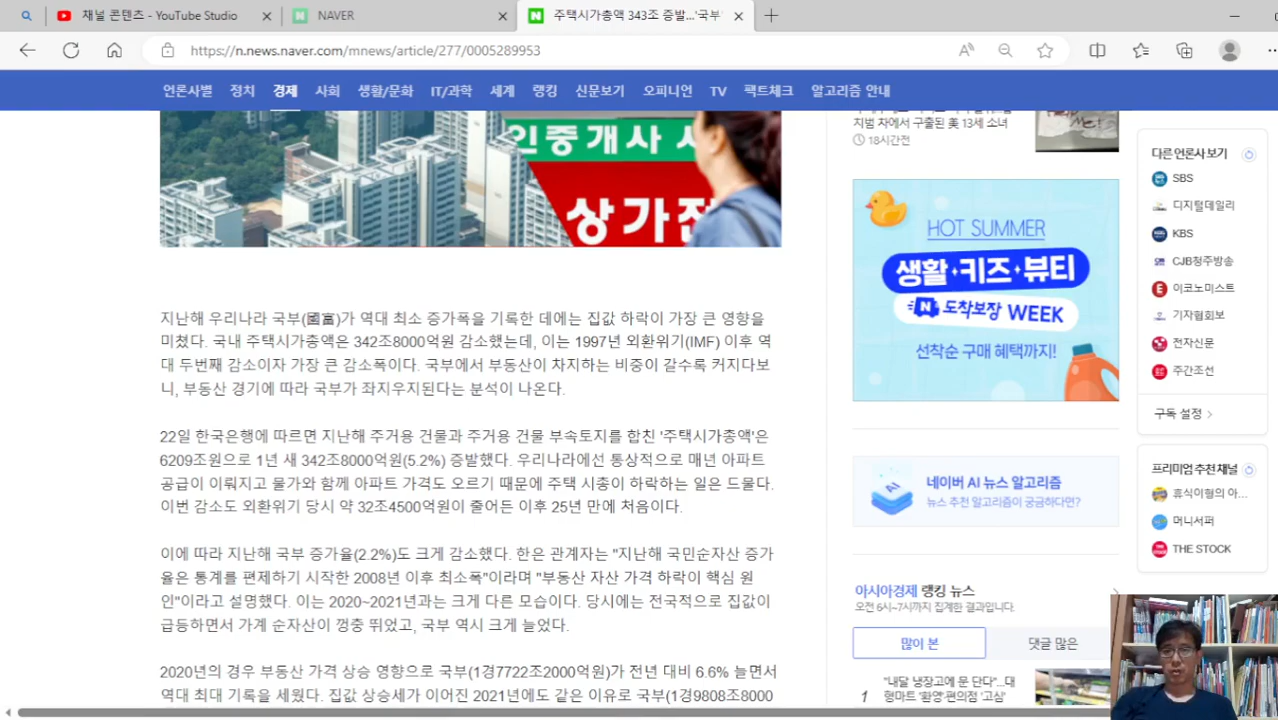 채널 콘텐츠 - YouTube Studio
NAVER
주택시가총액 343조 증발...'국부'
https://n.news.naver.com/mnews/article/277/0005289953
언론사별 정치 경제 사회 생활/문화 IT/과학 세계 랭킹 신문보기 오피니언 TV 팩트체크 알고리즘 안내
인중개사 사
상가전
지난해 우리나라 국부(國富)가 역대 최소 증가폭을 기록한 데에는 집값 하락이 가장 큰 영향을
미쳤다. 국내 주택시가총액은 342조8000억원 감소했는데, 이는 1997년 외환위기(IMF) 이후 역
대 두번째 감소이자 가장 큰 감소폭이다. 국부에서 부동산이 차지하는 비중이 갈수록 커지다보
니, 부동산 경기에 따라 국부가 좌지우지된다는 분석이 나온다.
22일 한국은행에 따르면 지난해 주거용 건물과 주거용 건물 부속토지를 합친 '주택시가총액'은
6209조원으로 1년 새 342조8000억원(5.2%) 증발했다. 우리나라에선 통상적으로 매년 아파트
공급이 이뤄지고 물가와 함께 아파트 가격도 오르기 때문에 주택 시총이 하락하는 일은 드물다.
이번 감소도 외환위기 당시 약 32조4500억원이 줄어든 이후 25년 만에 처음이다.
이에 따라 지난해 국부 증가율(2.2%)도 크게 감소했다. 한은 관계자는 "지난해 국민순자산 증가
율은 통계를 편제하기 시작한 2008년 이후 최소폭"이라며 "부동산 자산 가격 하락이 핵심 원
인"이라고 설명했다. 이는 2020~2021년과는 크게 다른 모습이다. 당시에는 전국적으로 집값이
급등하면서 가계 순자산이 껑충 뛰었고, 국부 역시 크게 늘었다.
2020년의 경우 부동산 가격 상승 영향으로 국부(1경7722조2000억원)가 전년 대비 6.6% 늘면서
역대 최대 기록을 세웠다. 집값 상승세가 이어진 2021년에도 같은 이유로 국부(1경9808조8000
지범 차에서 구출된 美 13세 소녀
18시간전
HOT SUMMER
생활·키즈·뷰티
N 도착보장 WEEK
선착순 구매 혜택까지!
네이버 AI 뉴스 알고리즘
뉴스 추천 알고리즘이 궁금하다면?
아시아경제 랭킹 뉴스
오전 6시~7시까지 집계한 결과입니다.
많이 본
댓글 많은
1 "내달 냉장고에 문 단다"...대
형마트 '환영'·편의점 '고심'
다른 언론사 보기
SBS
디지털데일리
KBS
CJB청주방송
이코노미스트
기자협회보
전자신문
주간조선
구독 설정 >
프리미엄 추천 채널
휴식이형의 아...
머니서퍼
THE STOCK